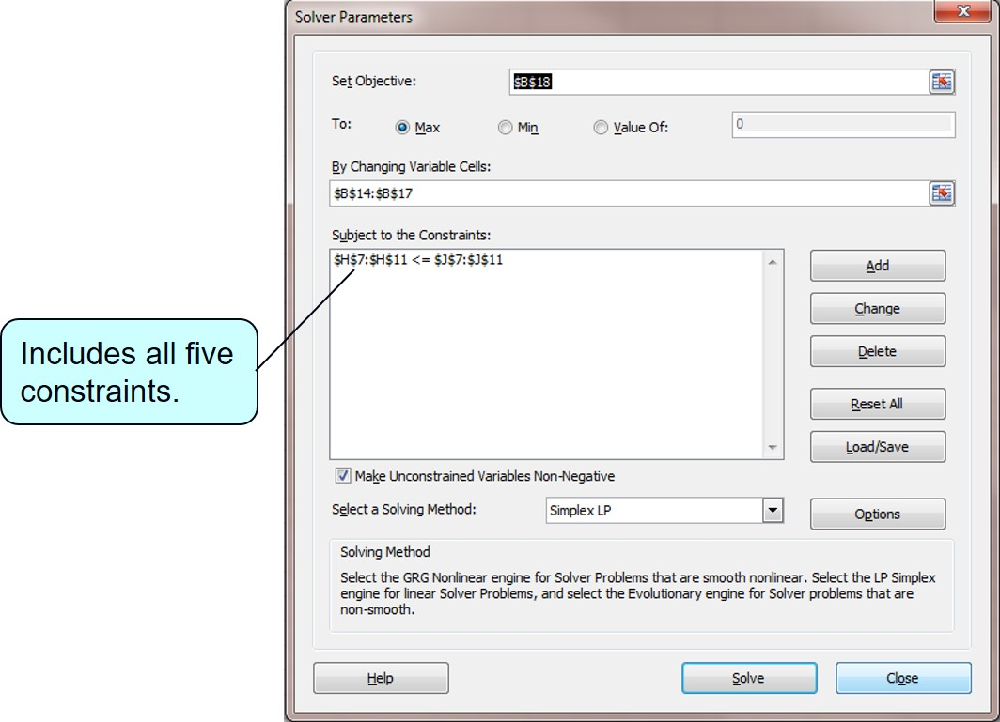 Solver Parameters
Set Objective: $B$18
To: Max Min Value Of: 0
By Changing Variable Cells:
$B$14:$B$17
Subject to the Constraints:
$H$7:$H$11 <= $J$7:$J$11
Add
Change
Delete
Reset All
Load/Save
Includes all five
constraints.
Make Unconstrained Variables Non-Negative
Select a Solving Method: Simplex LP Options
Solving Method
Select the GRG Nonlinear engine for Solver Problems that are smooth nonlinear. Select the LP Simplex
engine for linear Solver Problems, and select the Evolutionary engine for Solver problems that are
non-smooth.
Help Solve Close